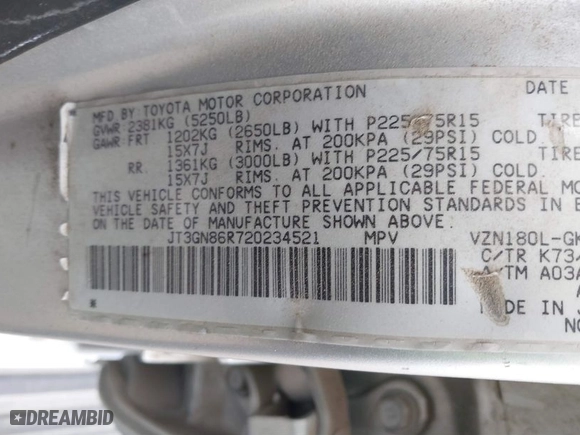 MFD BY TOYOTA MOTOR CORPORATION DATE
GVWR 2381KG (5250LB)
GAWR FRT 1202KG (2650LB) WITH P225/75R15 TIRE
15X7J RIMS. AT 200KPA (29PSI) COLD.
RR. 1361KG (3000LB) WITH P225/75R15 TIRE
15X7J RIMS. AT 200KPA (29PSI) COLD.
THIS VEHICLE CONFORMS TO ALL APPLICABLE FEDERAL MO
VEHICLE SAFETY AND THEFT PREVENTION STANDARDS IN E
ON THE DATE OF MANUFACTURE SHOWN ABOVE.
JT3GN86R720234521 MPV VZN180L-GK
C/TR K73/
A/TM A03A
MADE IN J
NO
DREAMBID